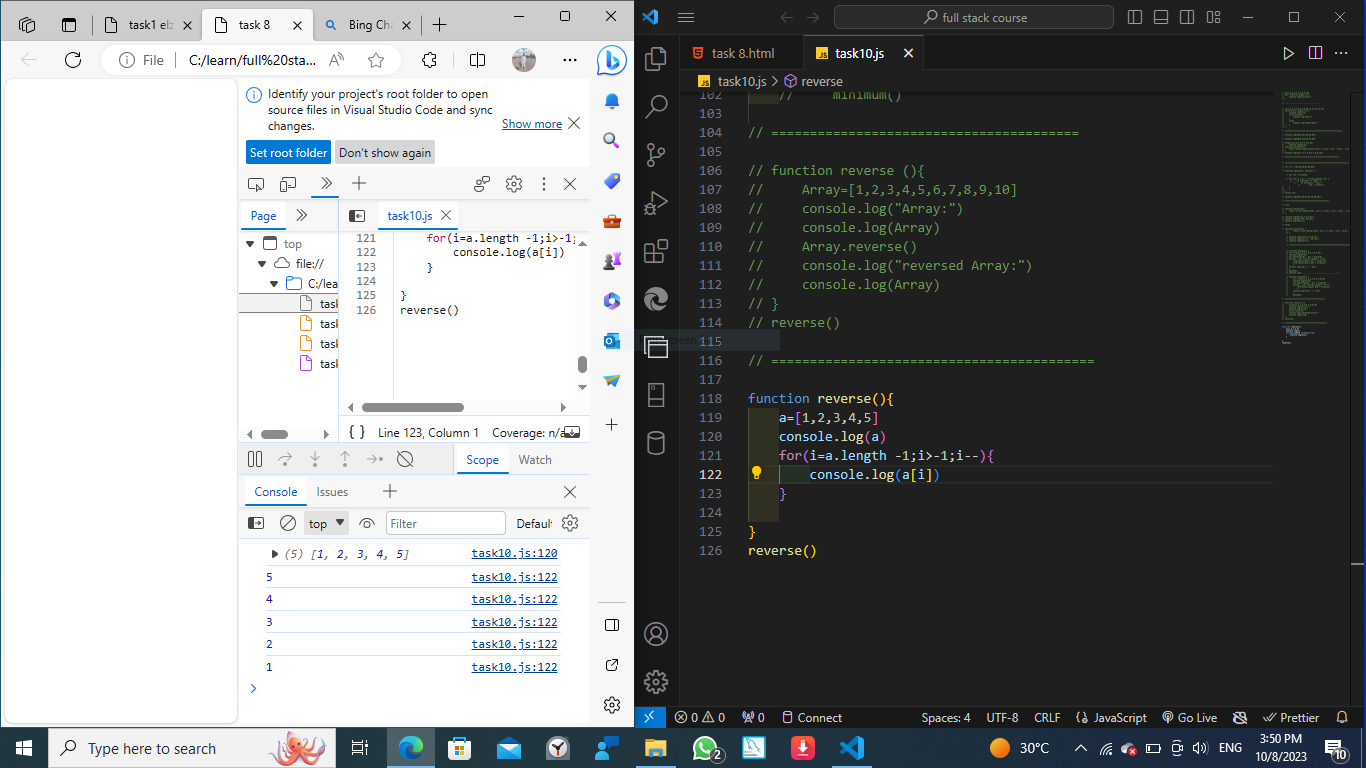 task1 elz
task 8
Bing Cha
File
C:/learn/full%20sta...
Identify your project's root folder to open
source files in Visual Studio Code and sync
changes.
Show more
Set root folder
Don't show again
Page
task10.js
top
file://
C:/lea
task
task
task
task
121 for(i=a.length -1;i>-1;
122 console.log(a[i])
123 }
124
125 }
126 reverse()
{ } Line 123, Column 1 Coverage: n/a
Scope Watch
Console Issues
top Filter Default
(5) [1, 2, 3, 4, 5] task10.js:120
5 task10.js:122
4 task10.js:122
3 task10.js:122
2 task10.js:122
1 task10.js:122
full stack course
task 8.html
JS task10.js
JS task10.js > reverse
102 // minimum()
103
104 // ========================================
105
106 // function reverse (){
107 // Array=[1,2,3,4,5,6,7,8,9,10]
108 // console.log("Array:")
109 // console.log(Array)
110 // Array.reverse()
111 // console.log("reversed Array:")
112 // console.log(Array)
113 // }
114 // reverse()
115
116 // ==========================================
117
118 function reverse(){
119 a=[1,2,3,4,5]
120 console.log(a)
121 for(i=a.length -1;i>-1;i--){
122 console.log(a[i])
123 }
124
125 }
126 reverse()
0 0 0 Connect Spaces: 4 UTF-8 CRLF JavaScript Go Live Prettier
Type here to search
2
30°C
ENG
3:50 PM
10/8/2023
10